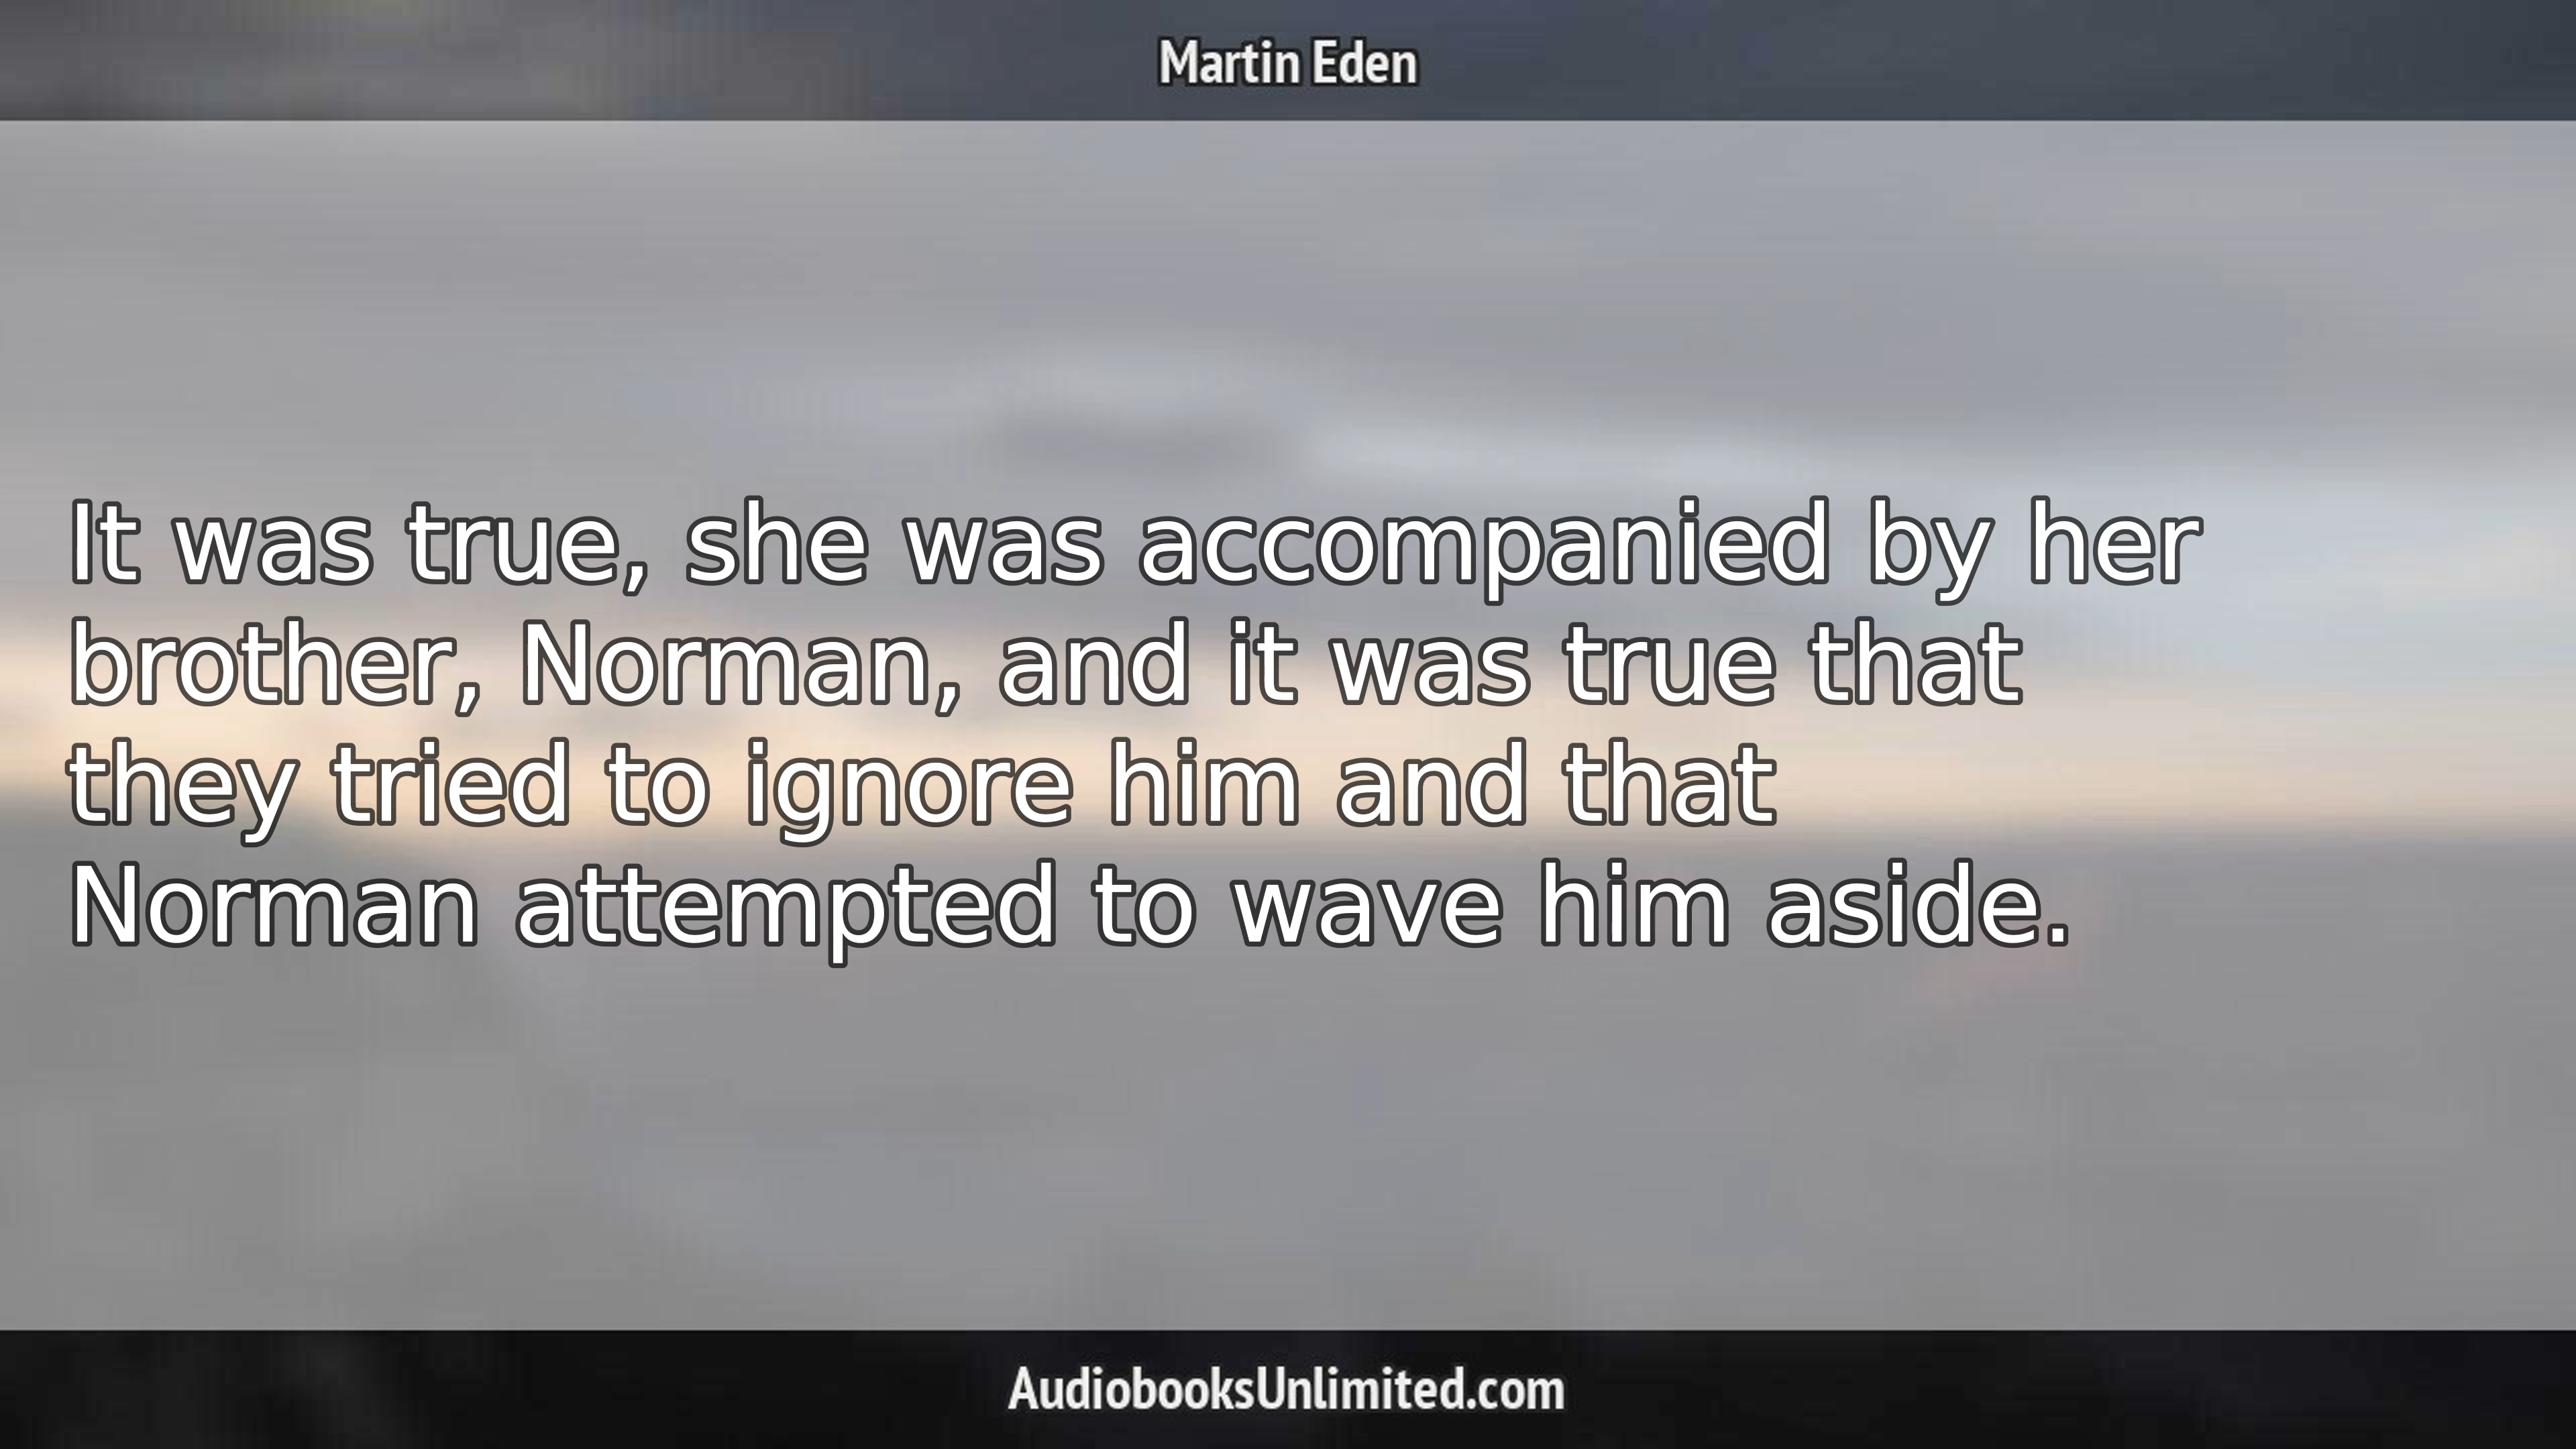 Martin Eden
It was true, she was accompanied by her
brother, Norman, and it was true that
they tried to ignore him and that
Norman attempted to wave him aside.
AudiobooksUnlimited.com